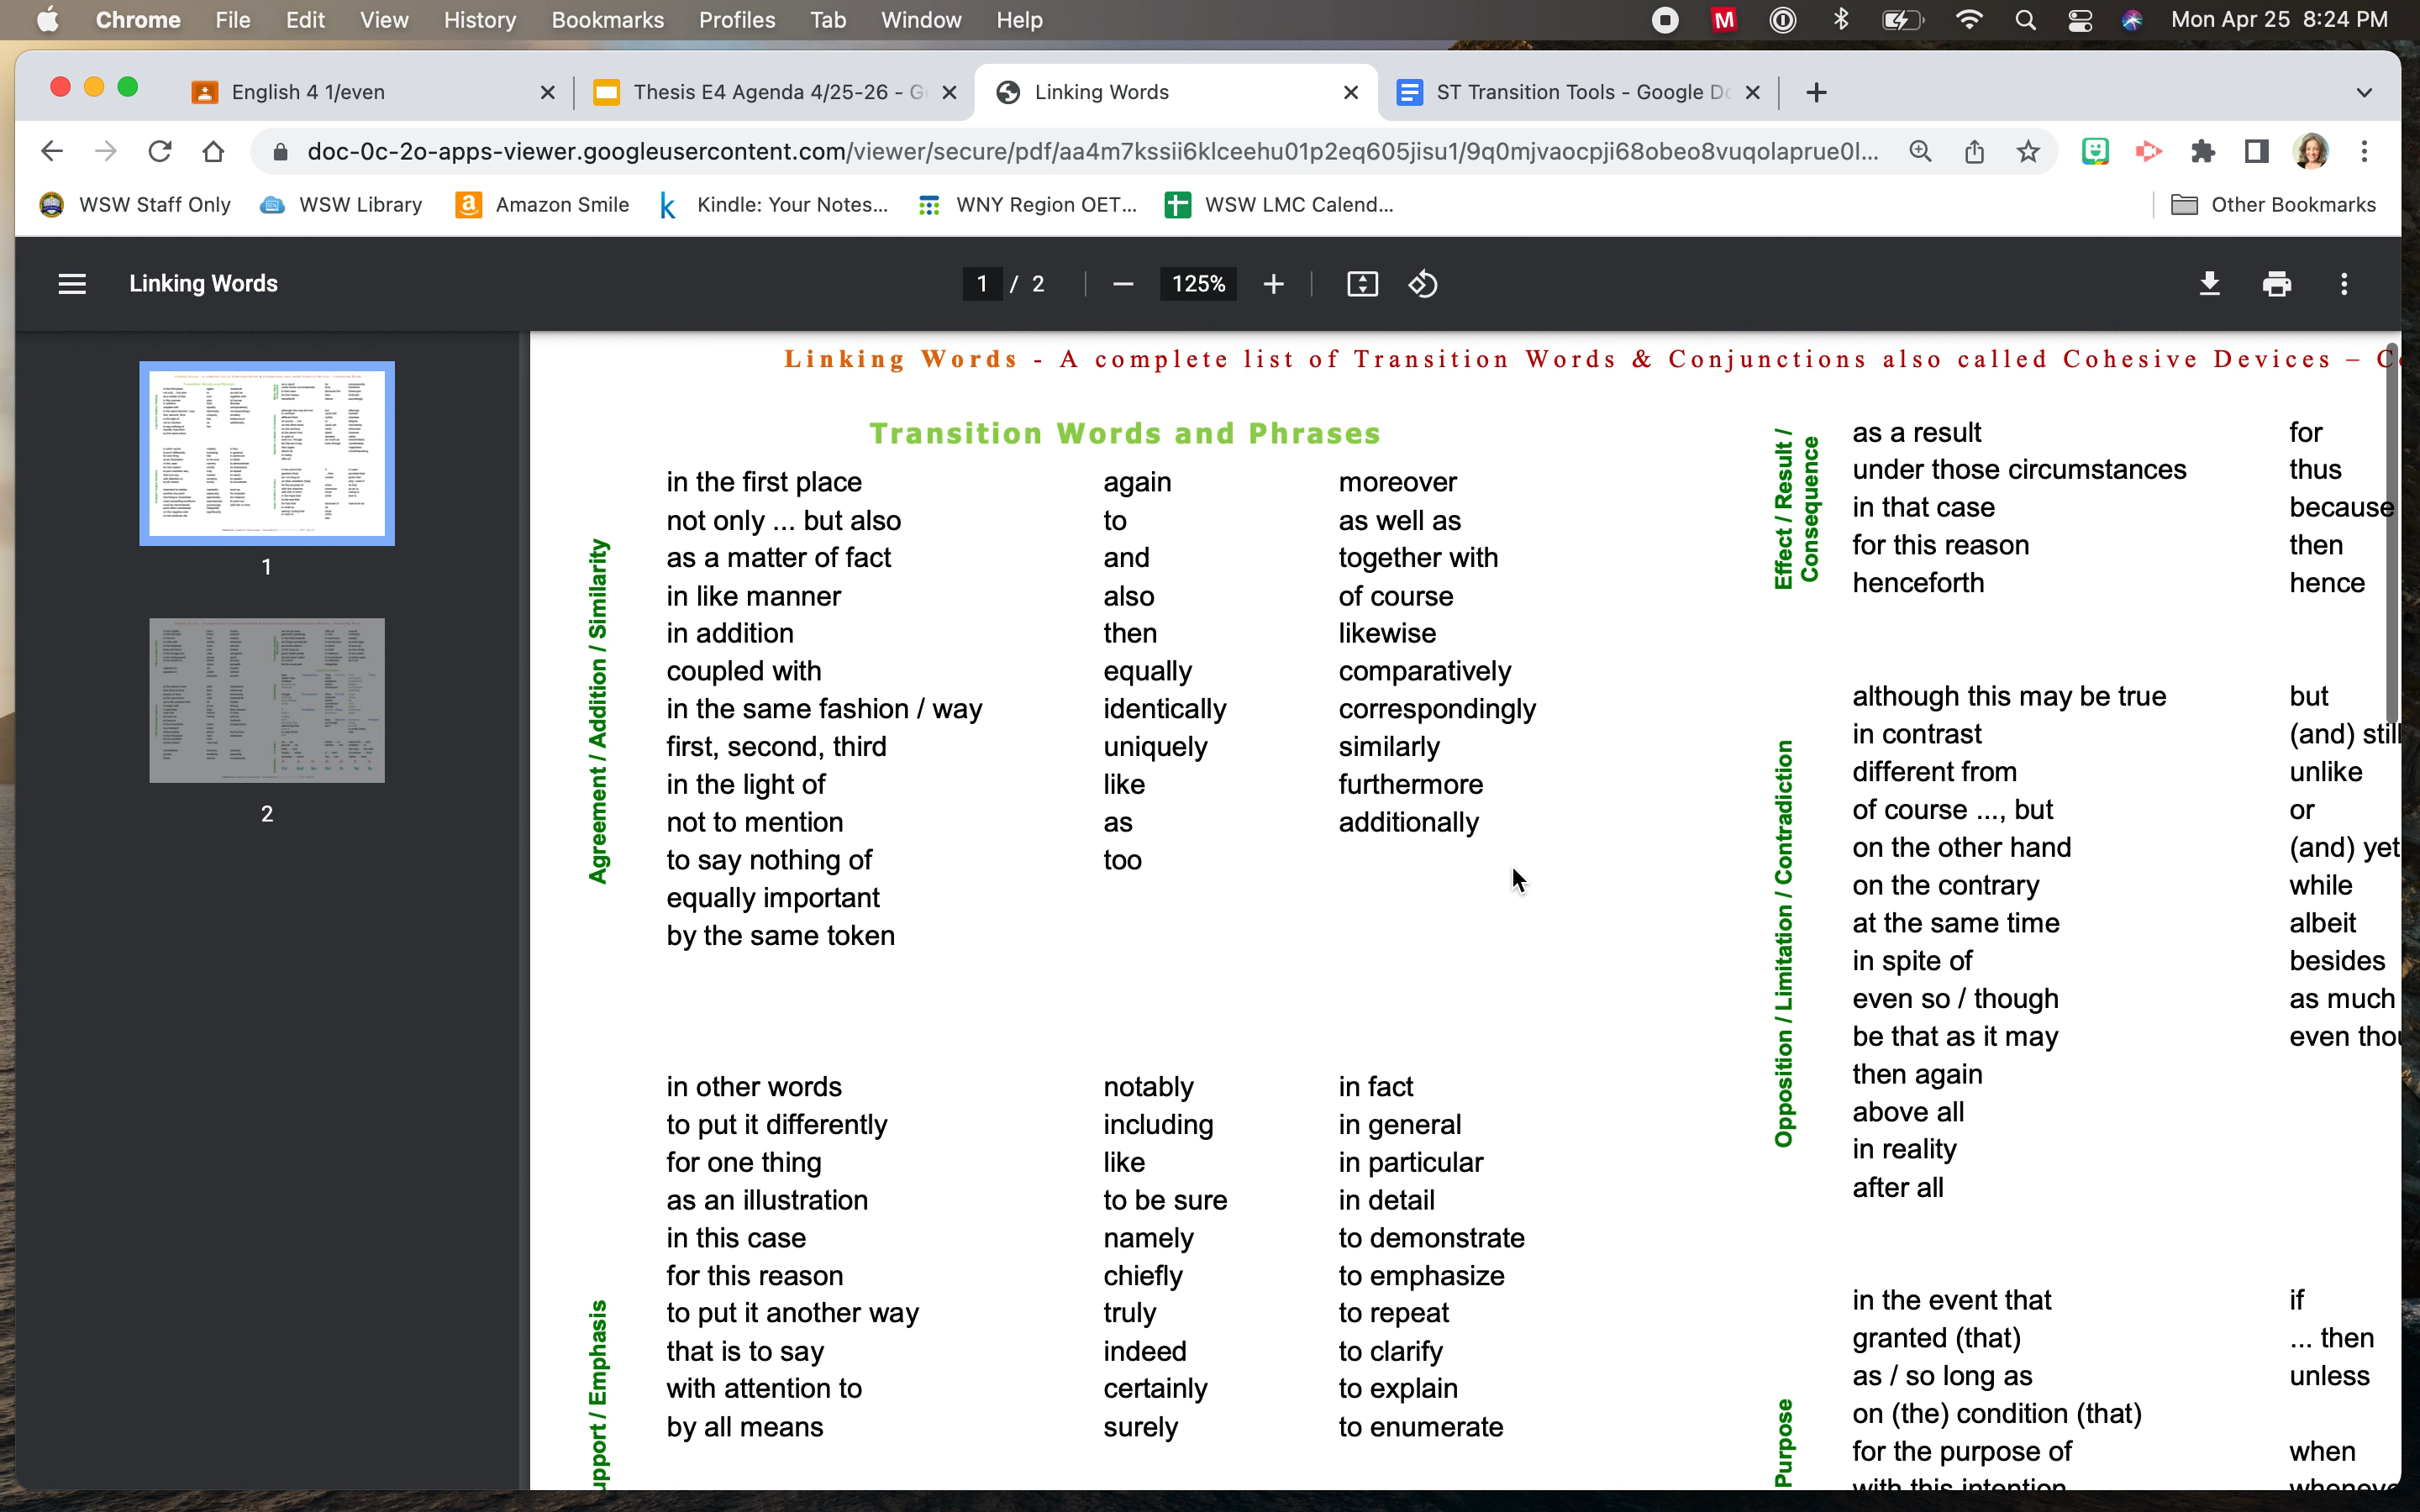 Chrome File Edit View History Bookmarks Profiles Tab Window Help Mon Apr 25 8:24 PM
English 4 1/even
Thesis E4 Agenda 4/25-26 - G
Linking Words
ST Transition Tools - Google Do
doc-0c-2o-apps-viewer.googleusercontent.com/viewer/secure/pdf/aa4m7kssii6klceehu01p2eq605jisu1/9q0mjvaocpji68obeo8vuqolaprue0l...
WSW Staff Only
WSW Library
Amazon Smile
Kindle: Your Notes...
WNY Region OET...
WSW LMC Calend...
Other Bookmarks
Linking Words
1 / 2
125%
1
2
Linking Words - A complete list of Transition Words & Conjunctions also called Cohesive Devices – C
Transition Words and Phrases
Agreement / Addition / Similarity
in the first place again moreover
not only ... but also to as well as
as a matter of fact and together with
in like manner also of course
in addition then likewise
coupled with equally comparatively
in the same fashion / way identically correspondingly
first, second, third uniquely similarly
in the light of like furthermore
not to mention as additionally
to say nothing of too
equally important
by the same token
upport / Emphasis
in other words notably in fact
to put it differently including in general
for one thing like in particular
as an illustration to be sure in detail
in this case namely to demonstrate
for this reason chiefly to emphasize
to put it another way truly to repeat
that is to say indeed to clarify
with attention to certainly to explain
by all means surely to enumerate
Effect / Result /
Consequence
as a result for
under those circumstances thus
in that case because
for this reason then
henceforth hence
Opposition / Limitation / Contradiction
although this may be true but
in contrast (and) still
different from unlike
of course ..., but or
on the other hand (and) yet
on the contrary while
at the same time albeit
in spite of besides
even so / though as much
be that as it may even thou
then again
above all
in reality
after all
Purpose
in the event that if
granted (that) ... then
as / so long as unless
on (the) condition (that)
for the purpose of when
with this intention wheneve